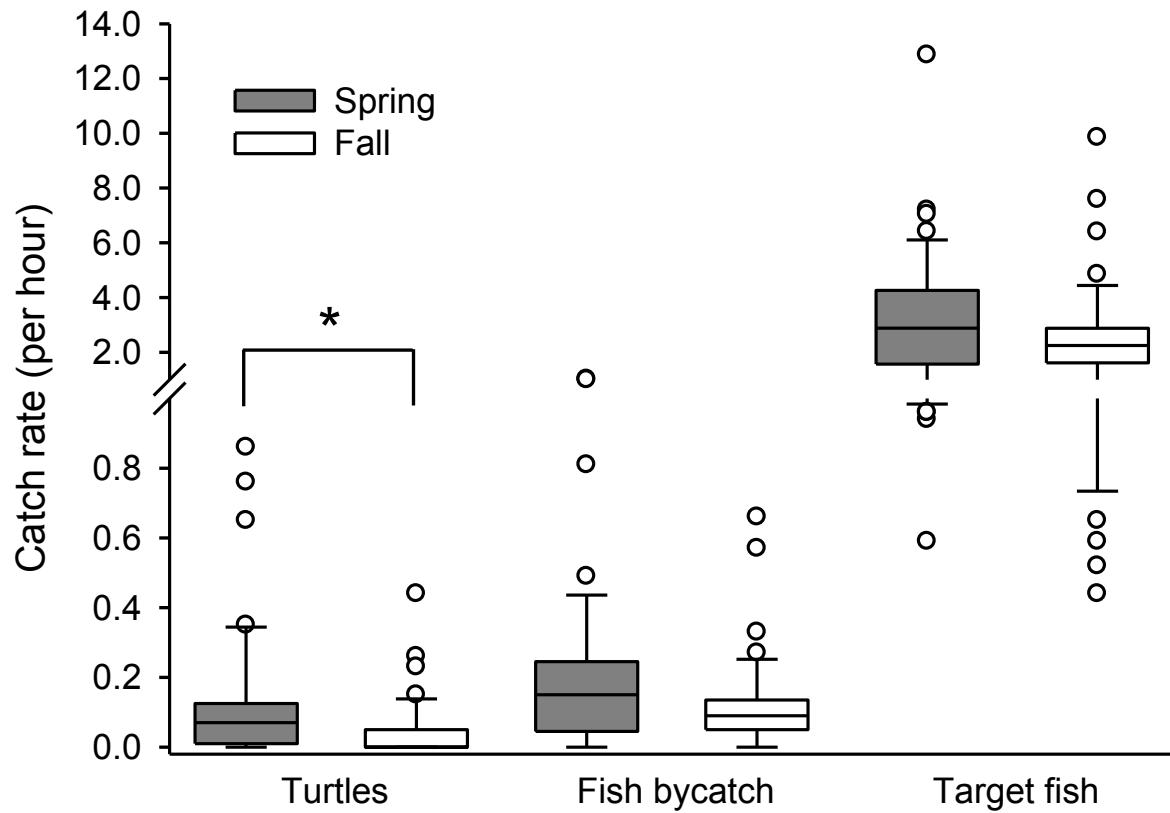 Catch rate (per hour)
14.0
12.0
10.0
8.0
6.0
4.0
2.0
0.8
0.6
0.4
0.2
0.0
Spring
Fall
*
Turtles
Fish bycatch
Target fish